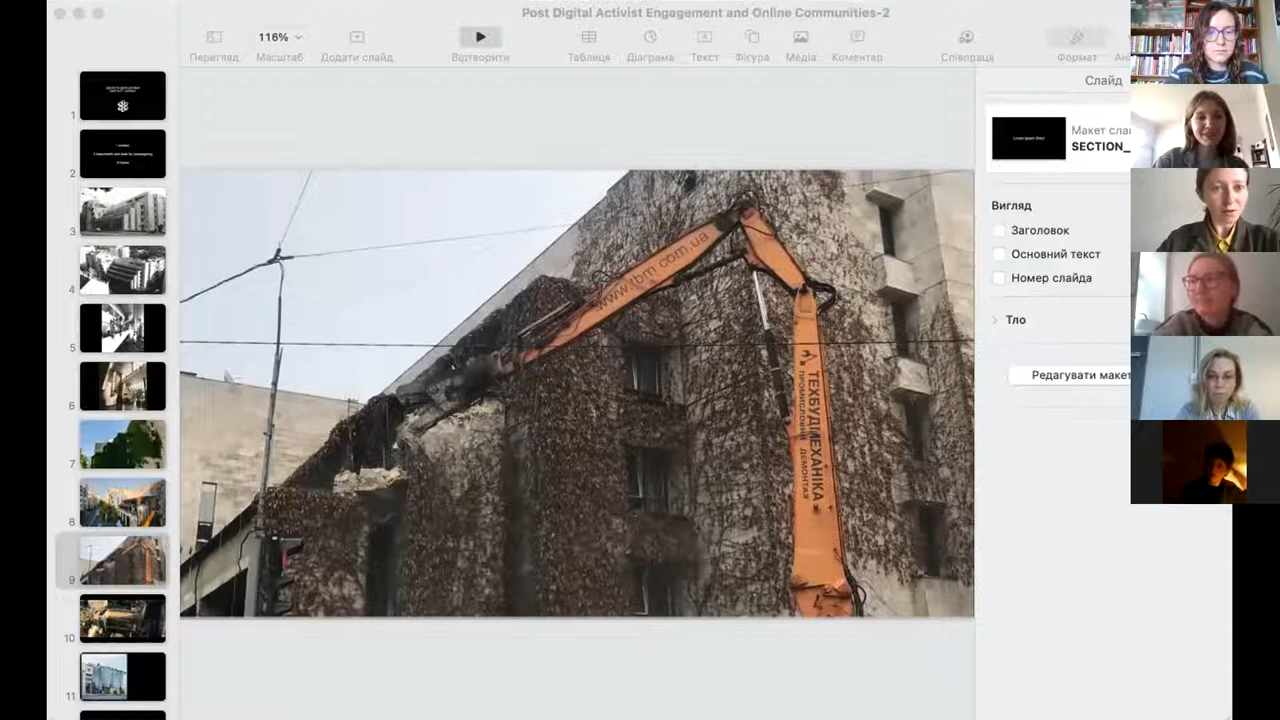 Post Digital Activist Engagement and Online Communities-2
116%
Перегляд
Масштаб
Додати слайд
Відтворити
Таблиця
Діаграма
Текст
Фігура
Медіа
Коментар
Співпраця
Формат
Слайд
Макет
SECTION_
Вигляд
Заголовок
Основний текст
Номер слайда
Тло
Редагувати макет
www.tbm.com.ua
ТЕХБУДМЕХАНІКА
ПРОМИСЛОВИЙ ДЕМОНТАЖ
1
2
3
4
5
6
7
8
9
10
11